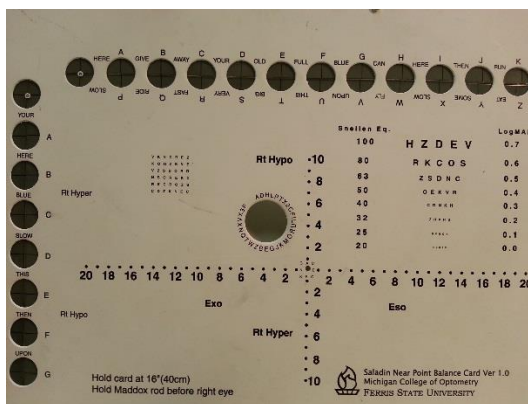 HERE A GIVE B AWAY C YOUR D OLD E FULL F BLUE G CAN H HERE I THEN J RUN K
SLOW P RIDE Q FAST R VERY S BIG T THIS U UPON V FLY W SLOW X SOME Y EAT Z
YOUR
A
HERE
B
BLUE
C
SLOW
D
THIS
E
THEN
F
UPON
G
Rt Hyper
Rt Hypo
Rt Hypo
10
8
6
4
2
Snellen Eq.
LogMAR
100 HZDEV 0.7
80 RKCOS 0.6
63 ZSDNC 0.5
50 OEKVR 0.4
40 0.3
32 0.2
25 0.1
20 0.0
20 18 16 14 12 10 8 6 4 2
2 4 6 8 10 12 14 16 18 20
Exo
Eso
Rt Hyper
2
4
6
8
10
Hold card at 16"(40cm)
Hold Maddox rod before right eye
Saladin Near Point Balance Card Ver 1.0
Michigan College of Optometry
FERRIS STATE UNIVERSITY